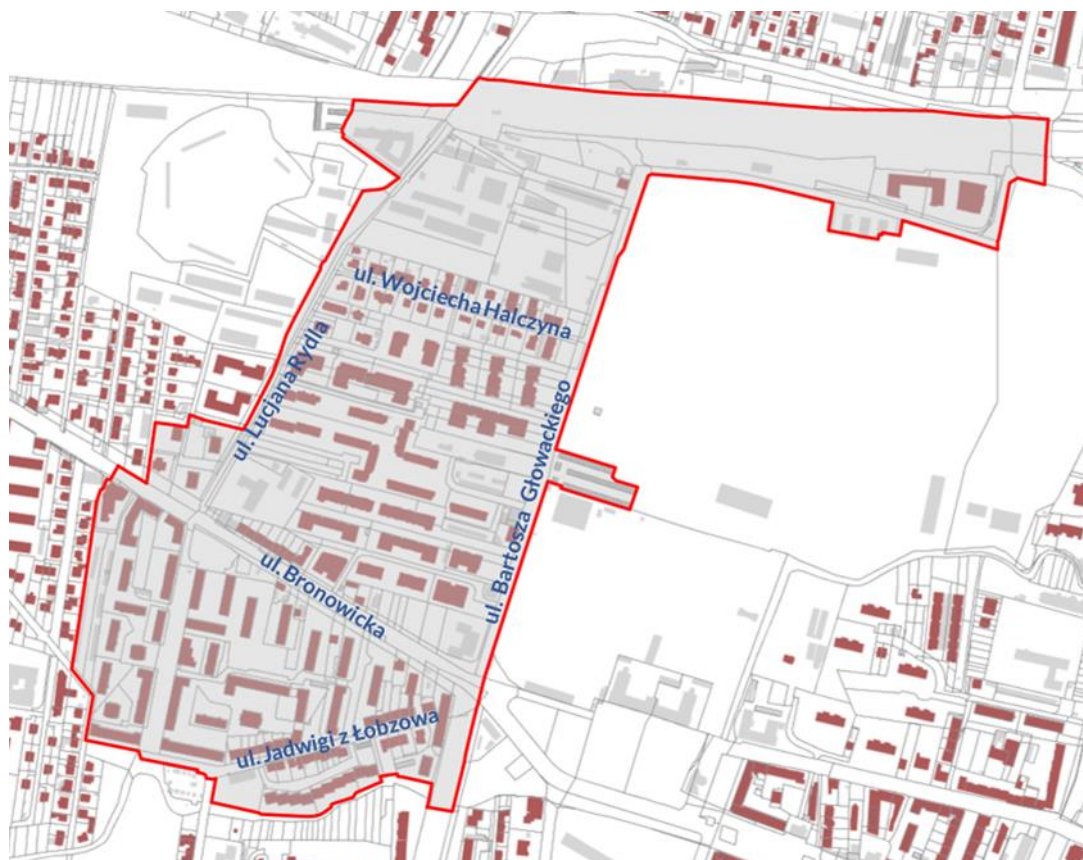 ul. Wojciecha Halczyna
ul. Lucjana Rydla
ul. Bartosza Głowackiego
ul. Bronowicka
ul. Jadwigi z Łobzowa